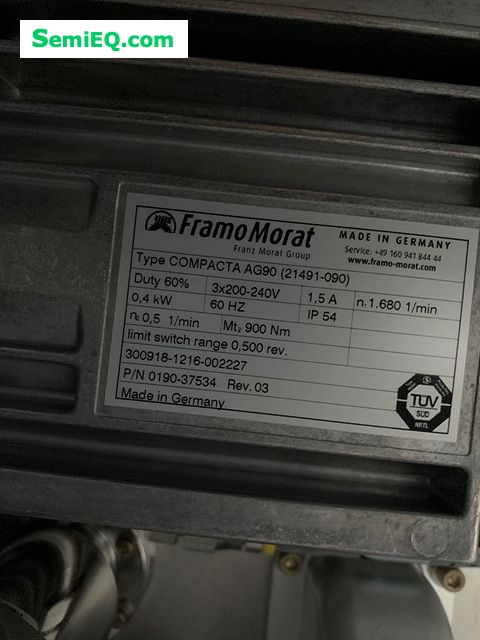 SemiEQ.com
FramoMorat
Franz Morat Group
MADE IN GERMANY
Service: +49 160 941 844 44
www.framo-morat.com
Type COMPACTA AG90 (21491-090)
Duty 60% 3x200-240V 1,5 A n₁ 1.680 1/min
0,4 kW 60 HZ IP 54
n₂ 0,5 1/min Mt₂ 900 Nm
limit switch range 0,500 rev.
300918-1216-002227
P/N 0190-37534 Rev. 03
Made in Germany
TÜV
SÜD
NRTL